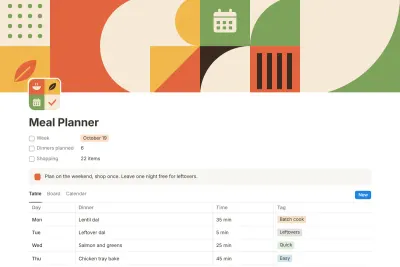 Meal Planner
Week October 19
Dinners planned 6
Shopping 22 items
Plan on the weekend, shop once. Leave one night free for leftovers.
Table Board Calendar New
Day Dinner Time Tag
Mon Lentil dal 35 min Batch cook
Tue Leftover dal 5 min Leftovers
Wed Salmon and greens 25 min Quick
Thu Chicken tray bake 45 min Easy